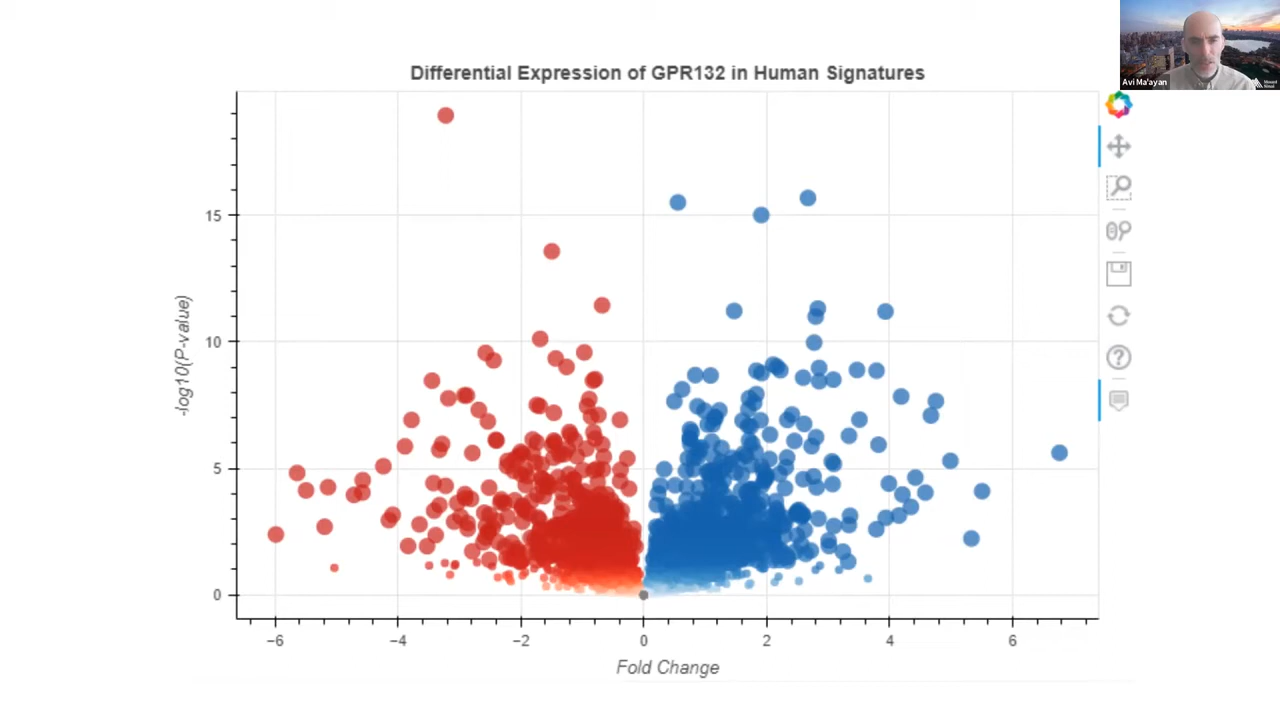 Differential Expression of GPR132 in Human Signatures
Avi Ma'ayan
15
10
5
0
-log10(P-value)
−6 −4 −2 0 2 4 6
Fold Change